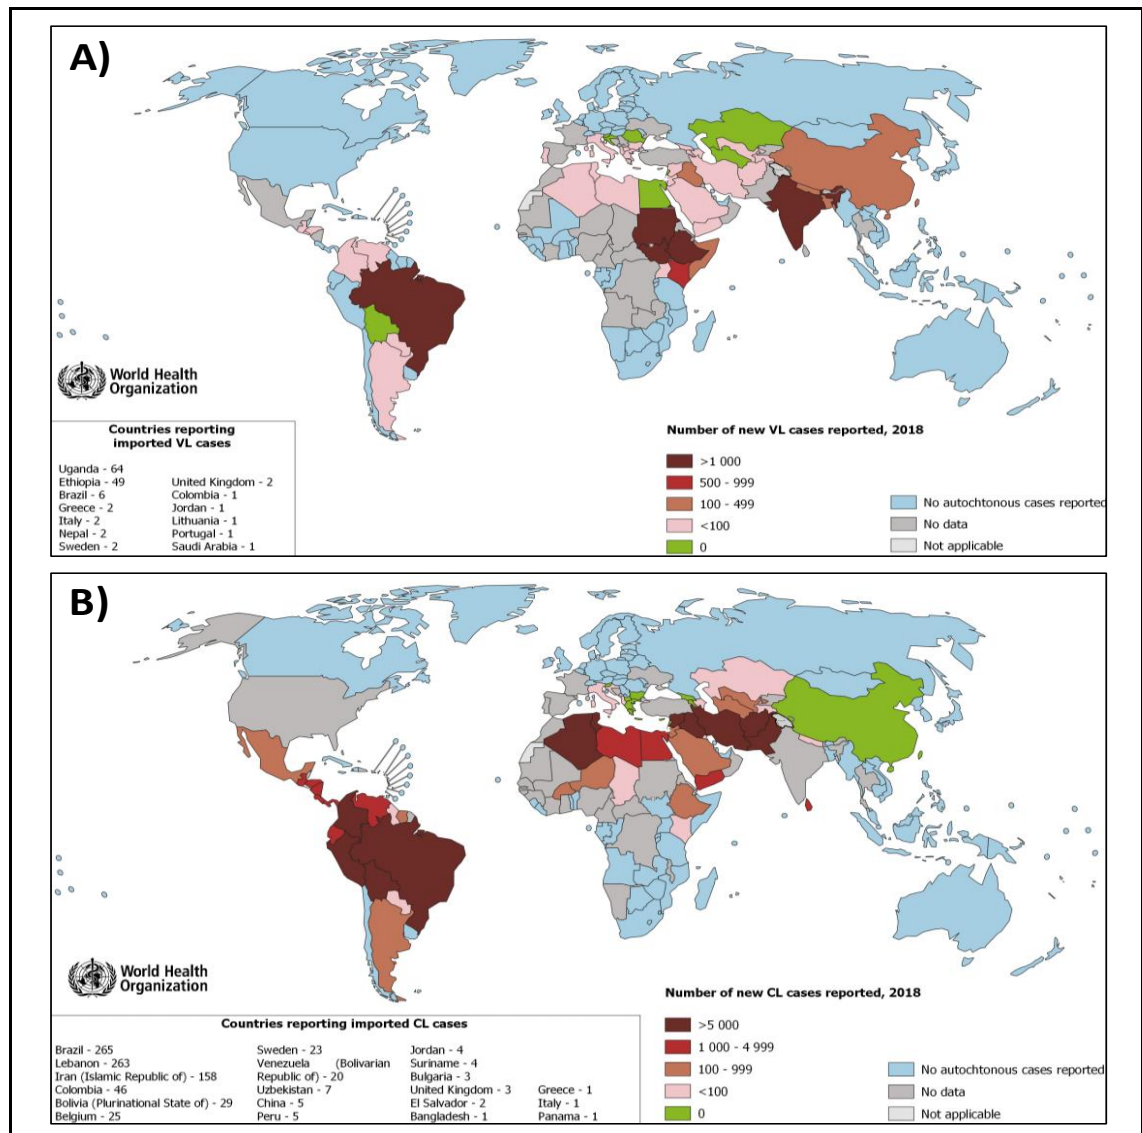 A)
World Health
Organization
Countries reporting
imported VL cases
Uganda - 64
Ethiopia - 49
Brazil - 6
Greece - 2
Italy - 2
Nepal - 2
Sweden - 2
United Kingdom - 2
Colombia - 1
Jordan - 1
Lithuania - 1
Portugal - 1
Saudi Arabia - 1
Number of new VL cases reported, 2018
>1 000
500 - 999
100 - 499
<100
0
No autochtonous cases reported
No data
Not applicable
B)
World Health
Organization
Countries reporting imported CL cases
Brazil - 265
Lebanon - 263
Iran (Islamic Republic of) - 158
Colombia - 46
Bolivia (Plurinational State of) - 29
Belgium - 25
Sweden - 23
Venezuela (Bolivarian
Republic of) - 20
Uzbekistan - 7
China - 5
Peru - 5
Jordan - 4
Suriname - 4
Bulgaria - 3
United Kingdom - 3
El Salvador - 2
Bangladesh - 1
Greece - 1
Italy - 1
Panama - 1
Number of new CL cases reported, 2018
>5 000
1 000 - 4 999
100 - 999
<100
0
No autochtonous cases reported
No data
Not applicable